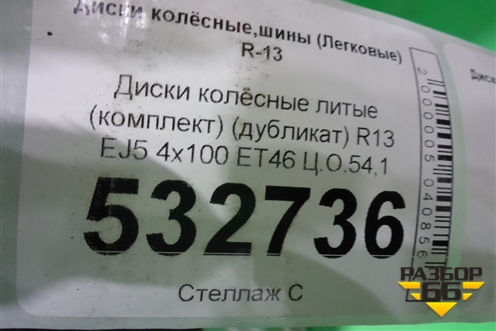 Диски колёсные,шины (Легковые)
R-13
Диски колёсные литые
(комплект) (дубликат) R13
EJ5 4x100 ET46 Ц.О.54,1
532736
Стеллаж С
2000005040856
РАЗБОР
66